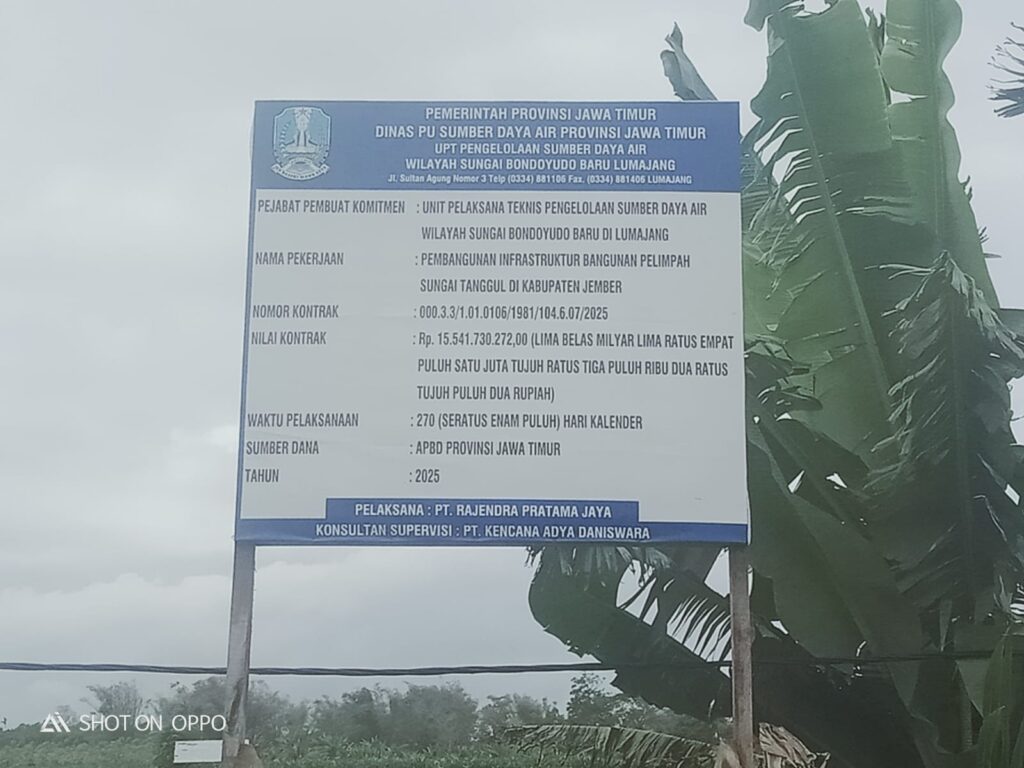 PEMERINTAH PROVINSI JAWA TIMUR
DINAS PU SUMBER DAYA AIR PROVINSI JAWA TIMUR
UPT PENGELOLAAN SUMBER DAYA AIR
WILAYAH SUNGAI BONDOYUDO BARU LUMAJANG
Jl. Sultan Agung Nomor 3 Telp (0334) 881106 Fax. (0334) 881406 LUMAJANG
PEJABAT PEMBUAT KOMITMEN : UNIT PELAKSANA TEKNIS PENGELOLAAN SUMBER DAYA AIR
WILAYAH SUNGAI BONDOYUDO BARU DI LUMAJANG
NAMA PEKERJAAN : PEMBANGUNAN INFRASTRUKTUR BANGUNAN PELIMPAH
SUNGAI TANGGUL DI KABUPATEN JEMBER
NOMOR KONTRAK : 000.3.3/1.01.0106/1981/104.6.07/2025
NILAI KONTRAK : Rp. 15.541.730.272,00 (LIMA BELAS MILYAR LIMA RATUS EMPAT
PULUH SATU JUTA TUJUH RATUS TIGA PULUH RIBU DUA RATUS
TUJUH PULUH DUA RUPIAH)
WAKTU PELAKSANAAN : 270 (SERATUS ENAM PULUH) HARI KALENDER
SUMBER DANA : APBD PROVINSI JAWA TIMUR
TAHUN : 2025
PELAKSANA : PT. RAJENDRA PRATAMA JAYA
KONSULTAN SUPERVISI : PT. KENCANA ADYA DANISWARA
SHOT ON OPPO